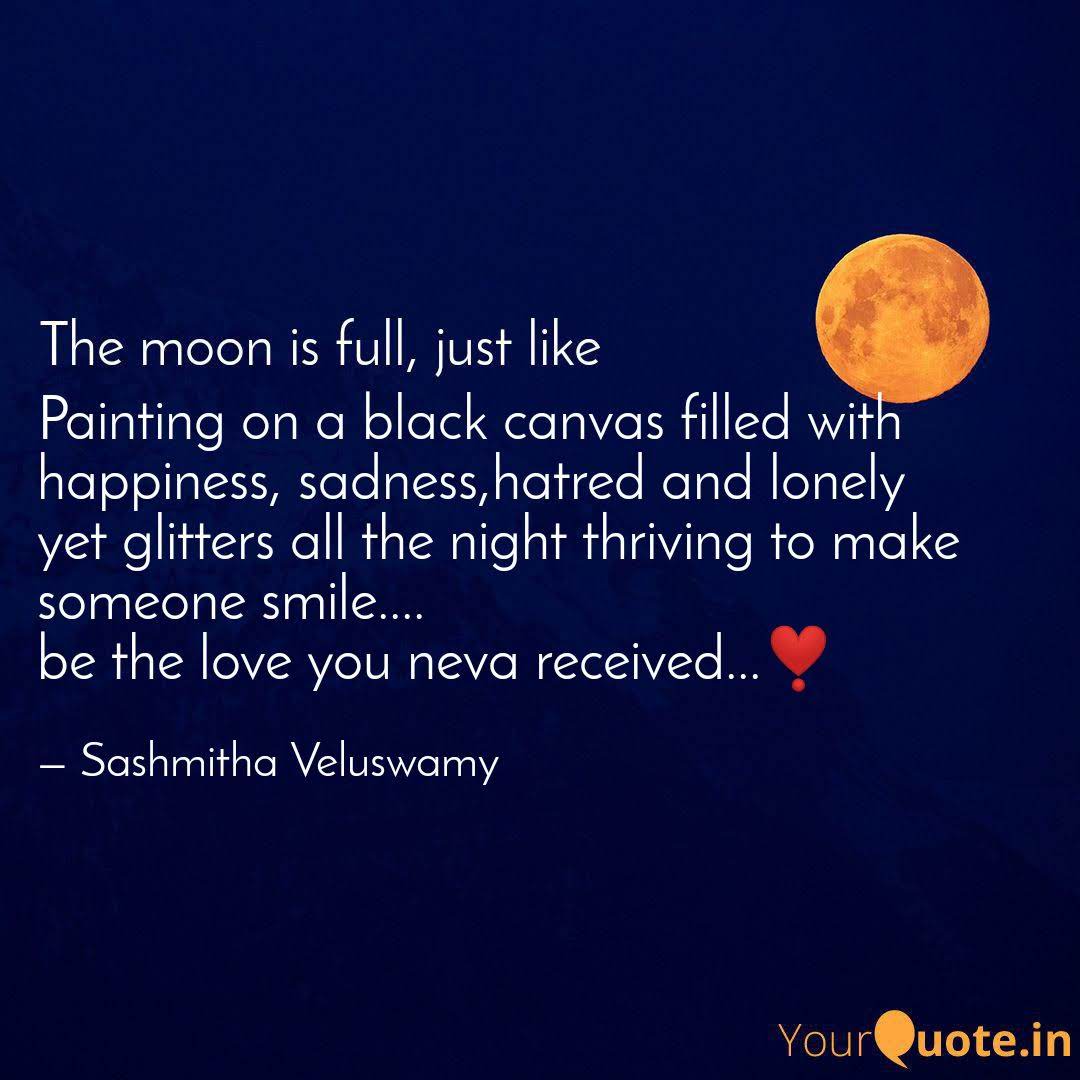 The moon is full, just like
Painting on a black canvas filled with
happiness, sadness,hatred and lonely
yet glitters all the night thriving to make
someone smile....
be the love you neva received... ❣️
– Sashmitha Veluswamy
YourQuote.in